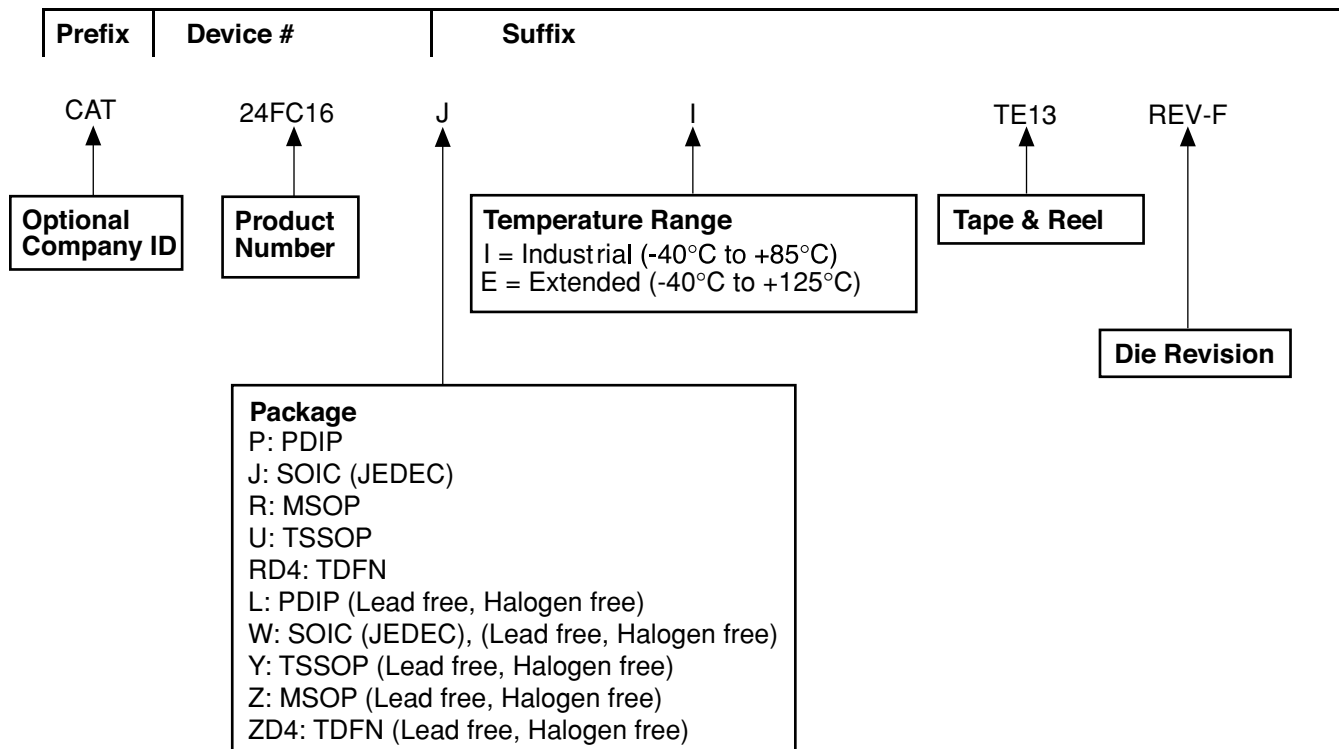 Prefix Device # Suffix
CAT 24FC16 J I TE13 REV-F
Optional
Company ID
Product
Number
Temperature Range
I = Industrial (-40°C to +85°C)
E = Extended (-40°C to +125°C)
Tape & Reel
Die Revision
Package
P: PDIP
J: SOIC (JEDEC)
R: MSOP
U: TSSOP
RD4: TDFN
L: PDIP (Lead free, Halogen free)
W: SOIC (JEDEC), (Lead free, Halogen free)
Y: TSSOP (Lead free, Halogen free)
Z: MSOP (Lead free, Halogen free)
ZD4: TDFN (Lead free, Halogen free)